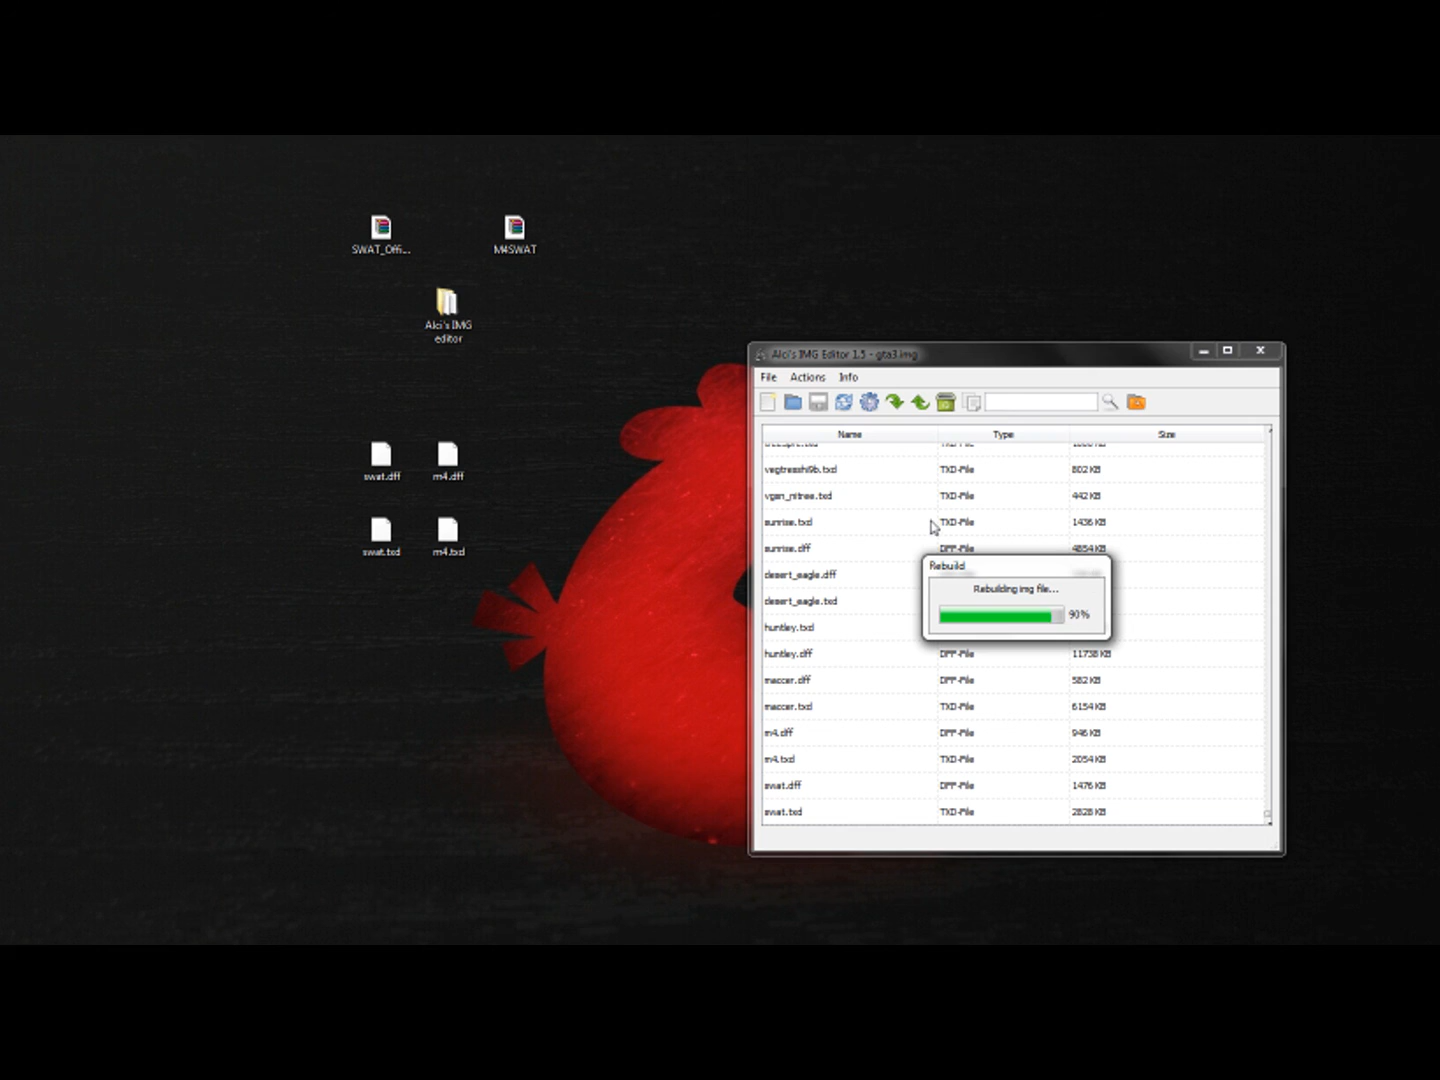 SWAT_Offi...
M4SWAT
Alci's IMG
editor
swat.dff
m4.dff
swat.txd
m4.txd
Alci's IMG Editor 1.5 - gta3.img
File Actions Info
Name Type Size
vegtresshi9b.txd TXD-File 802 KB
vgsn_nitree.txd TXD-File 442 KB
sunrise.txd TXD-File 1436 KB
sunrise.dff DFF-File 4854 KB
desert_eagle.dff
desert_eagle.txd
huntley.txd
huntley.dff DFF-File 11738 KB
maccer.dff DFF-File 582 KB
maccer.txd TXD-File 6154 KB
m4.dff DFF-File 946 KB
m4.txd TXD-File 2054 KB
swat.dff DFF-File 1476 KB
swat.txd TXD-File 2828 KB
Rebuild
Rebuilding img file...
90%